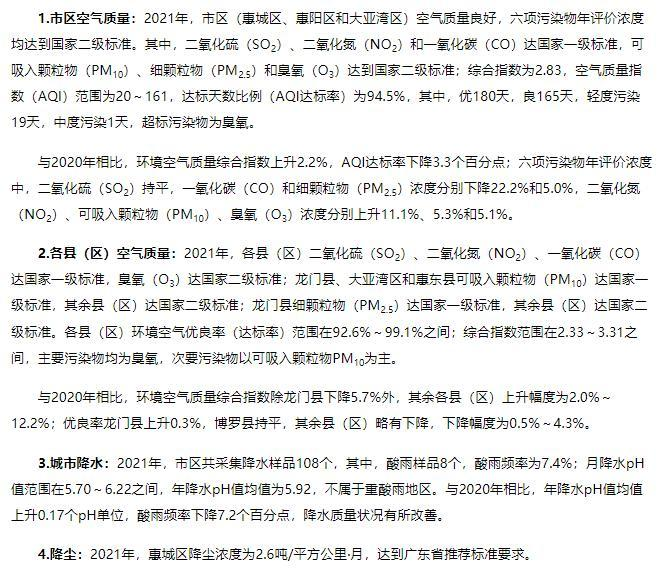 1.市区空气质量：2021年，市区（惠城区、惠阳区和大亚湾区）空气质量良好，六项污染物年评价浓度
均达到国家二级标准。其中，二氧化硫（SO₂）、二氧化氮（NO₂）和一氧化碳（CO）达国家一级标准，可
吸入颗粒物（PM₁₀）、细颗粒物（PM₂.₅）和臭氧（O₃）达到国家二级标准；综合指数为2.83，空气质量指
数（AQI）范围为20～161，达标天数比例（AQI达标率）为94.5%，其中，优180天，良165天，轻度污染
19天，中度污染1天，超标污染物为臭氧。
与2020年相比，环境空气质量综合指数上升2.2%，AQI达标率下降3.3个百分点；六项污染物年评价浓度
中，二氧化硫（SO₂）持平，一氧化碳（CO）和细颗粒物（PM₂.₅）浓度分别下降22.2%和5.0%，二氧化氮
（NO₂）、可吸入颗粒物（PM₁₀）、臭氧（O₃）浓度分别上升11.1%、5.3%和5.1%。
2.各县（区）空气质量：2021年，各县（区）二氧化硫（SO₂）、二氧化氮（NO₂）、一氧化碳（CO）
达国家一级标准，臭氧（O₃）达国家二级标准；龙门县、大亚湾区和惠东县可吸入颗粒物（PM₁₀）达国家一
级标准，其余县（区）达国家二级标准；龙门县细颗粒物（PM₂.₅）达国家一级标准，其余县（区）达国家二
级标准。各县（区）环境空气优良率（达标率）范围在92.6%～99.1%之间；综合指数范围在2.33～3.31之
间，主要污染物均为臭氧，次要污染物以可吸入颗粒物PM₁₀为主。
与2020年相比，环境空气质量综合指数除龙门县下降5.7%外，其余各县（区）上升幅度为2.0%～
12.2%；优良率龙门县上升0.3%，博罗县持平，其余县（区）略有下降，下降幅度为0.5%～4.3%。
3.城市降水：2021年，市区共采集降水样品108个，其中，酸雨样品8个，酸雨频率为7.4%；月降水pH
值范围在5.70～6.22之间，年降水pH值均值为5.92，不属于重酸雨地区。与2020年相比，年降水pH值均值
上升0.17个pH单位，酸雨频率下降7.2个百分点，降水质量状况有所改善。
4.降尘：2021年，惠城区降尘浓度为2.6吨/平方公里·月，达到广东省推荐标准要求。